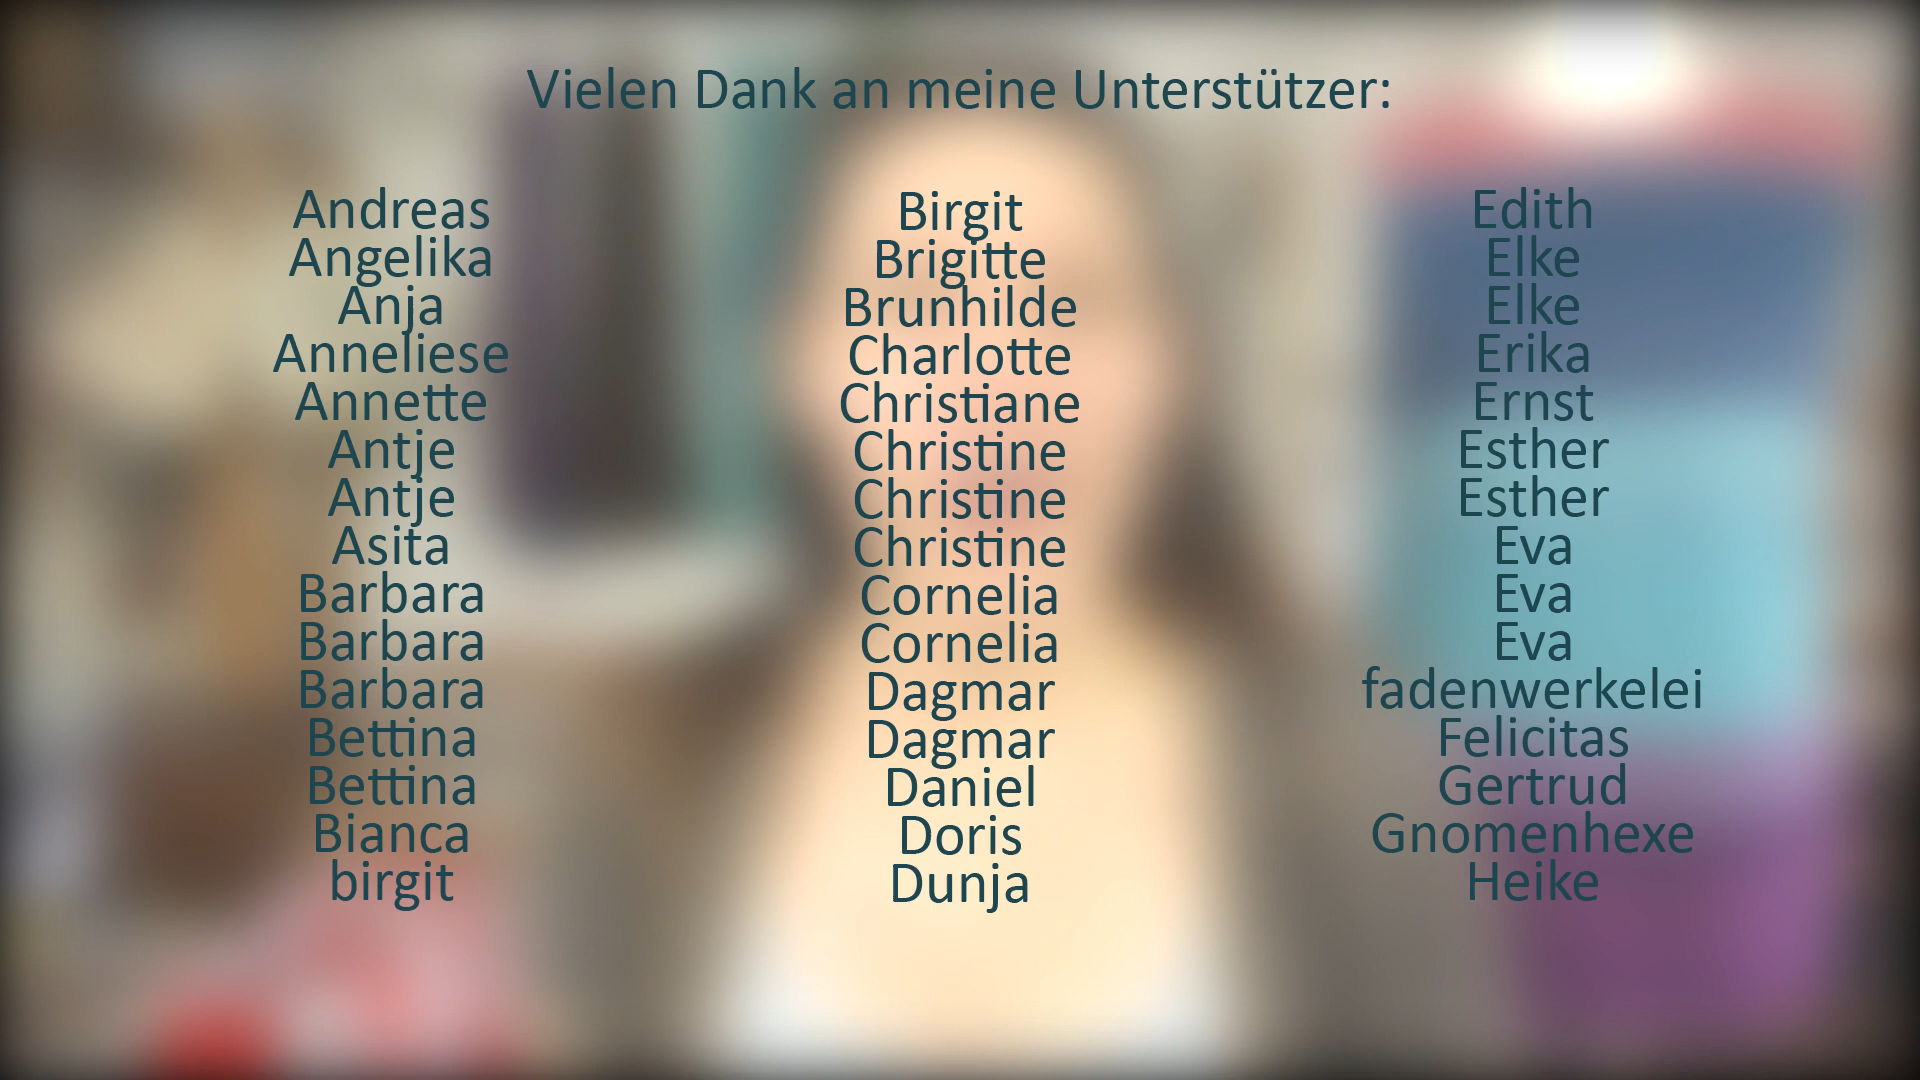 Vielen Dank an meine Unterstützer:
Andreas
Angelika
Anja
Anneliese
Annette
Antje
Antje
Asita
Barbara
Barbara
Barbara
Bettina
Bettina
Bianca
birgit
Birgit
Brigitte
Brunhilde
Charlotte
Christiane
Christine
Christine
Christine
Cornelia
Cornelia
Dagmar
Dagmar
Daniel
Doris
Dunja
Edith
Elke
Elke
Erika
Ernst
Esther
Esther
Eva
Eva
Eva
fadenwerkelei
Felicitas
Gertrud
Gnomenhexe
Heike